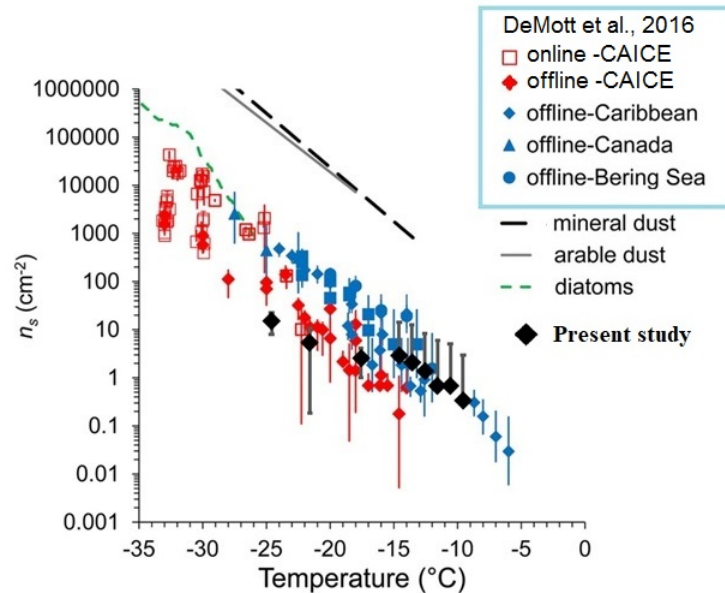 DeMott et al., 2016
online -CAICE
offline -CAICE
offline-Caribbean
offline-Canada
offline-Bering Sea
mineral dust
arable dust
diatoms
Present study
1000000
100000
10000
1000
100
10
1
0.1
0.01
0.001
n_s (cm⁻²)
-35 -30 -25 -20 -15 -10 -5 0
Temperature (°C)